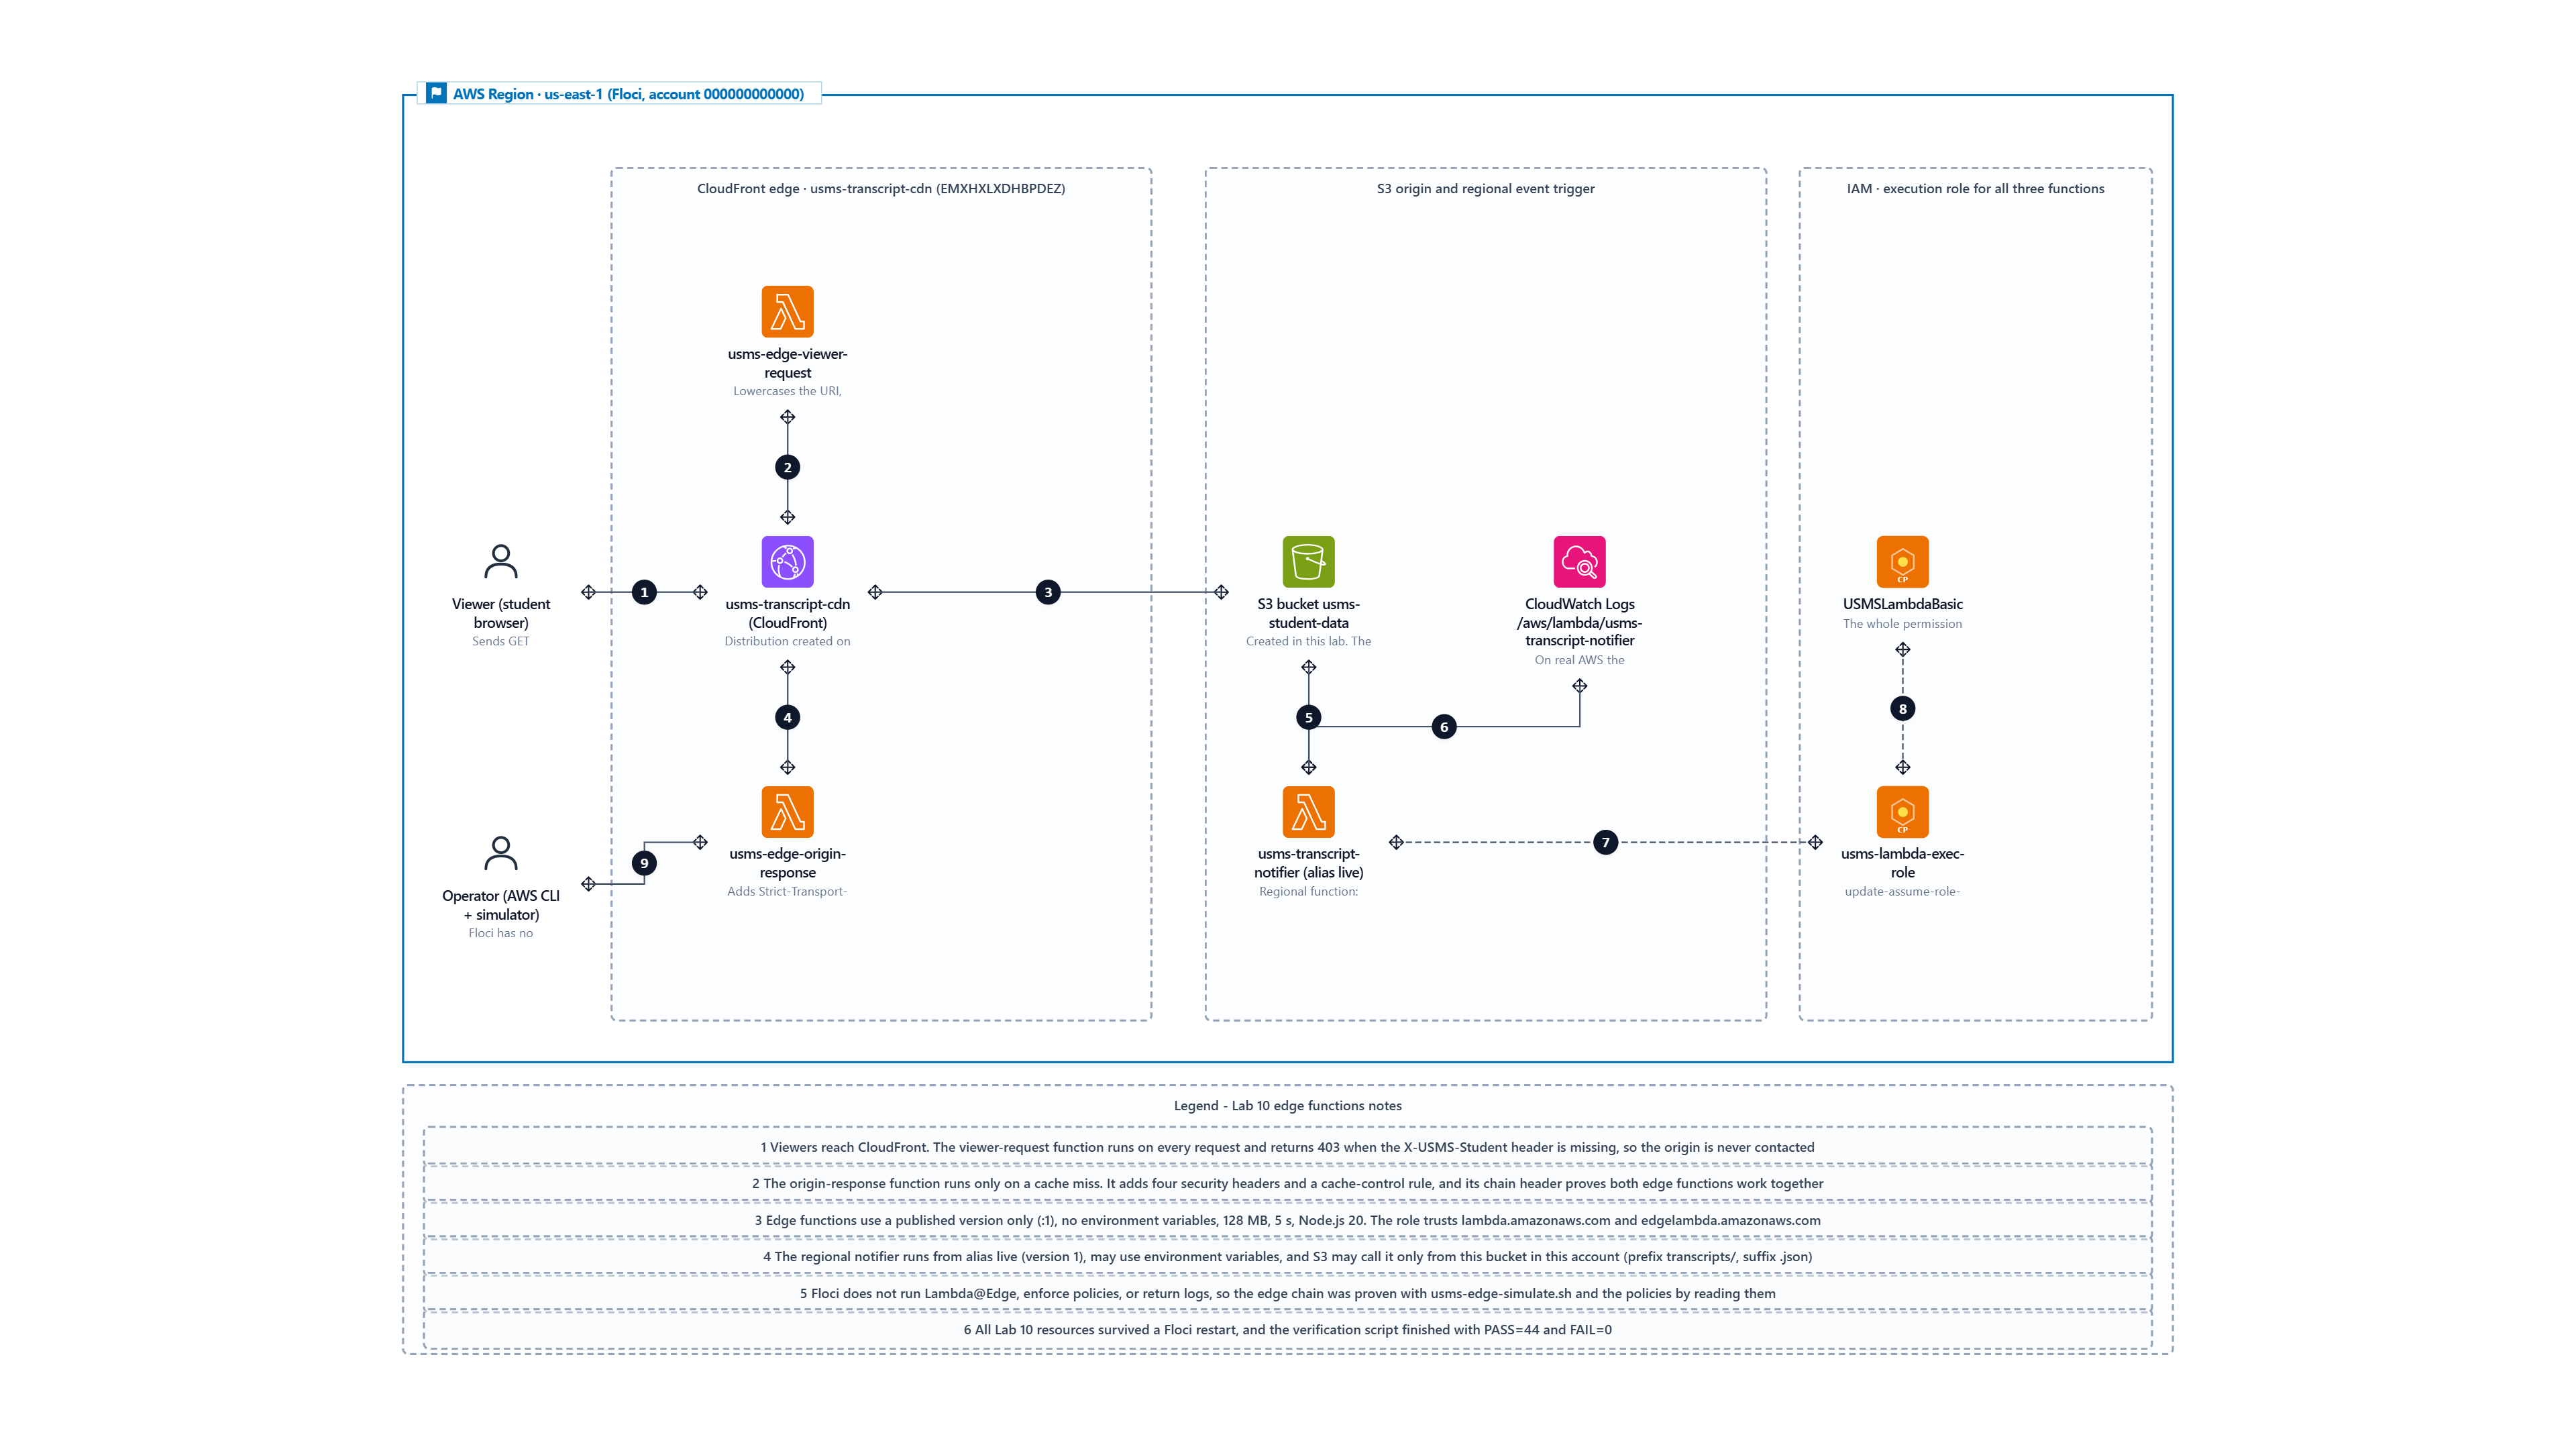 AWS Region · us-east-1 (Floci, account 000000000000)
CloudFront edge · usms-transcript-cdn (EMXHXLXDHBPDEZ)
S3 origin and regional event trigger
IAM · execution role for all three functions
usms-edge-viewer-
request
Lowercases the URI,
2
Viewer (student
browser)
Sends GET
1
usms-transcript-cdn
(CloudFront)
Distribution created on
3
S3 bucket usms-
student-data
Created in this lab. The
CloudWatch Logs
/aws/lambda/usms-
transcript-notifier
On real AWS the
CP
USMSLambdaBasic
The whole permission
4
5
6
8
Operator (AWS CLI
+ simulator)
Floci has no
9
usms-edge-origin-
response
Adds Strict-Transport-
usms-transcript-
notifier (alias live)
Regional function:
7
CP
usms-lambda-exec-
role
update-assume-role-
Legend - Lab 10 edge functions notes
1 Viewers reach CloudFront. The viewer-request function runs on every request and returns 403 when the X-USMS-Student header is missing, so the origin is never contacted
2 The origin-response function runs only on a cache miss. It adds four security headers and a cache-control rule, and its chain header proves both edge functions work together
3 Edge functions use a published version only (:1), no environment variables, 128 MB, 5 s, Node.js 20. The role trusts lambda.amazonaws.com and edgelambda.amazonaws.com
4 The regional notifier runs from alias live (version 1), may use environment variables, and S3 may call it only from this bucket in this account (prefix transcripts/, suffix .json)
5 Floci does not run Lambda@Edge, enforce policies, or return logs, so the edge chain was proven with usms-edge-simulate.sh and the policies by reading them
6 All Lab 10 resources survived a Floci restart, and the verification script finished with PASS=44 and FAIL=0